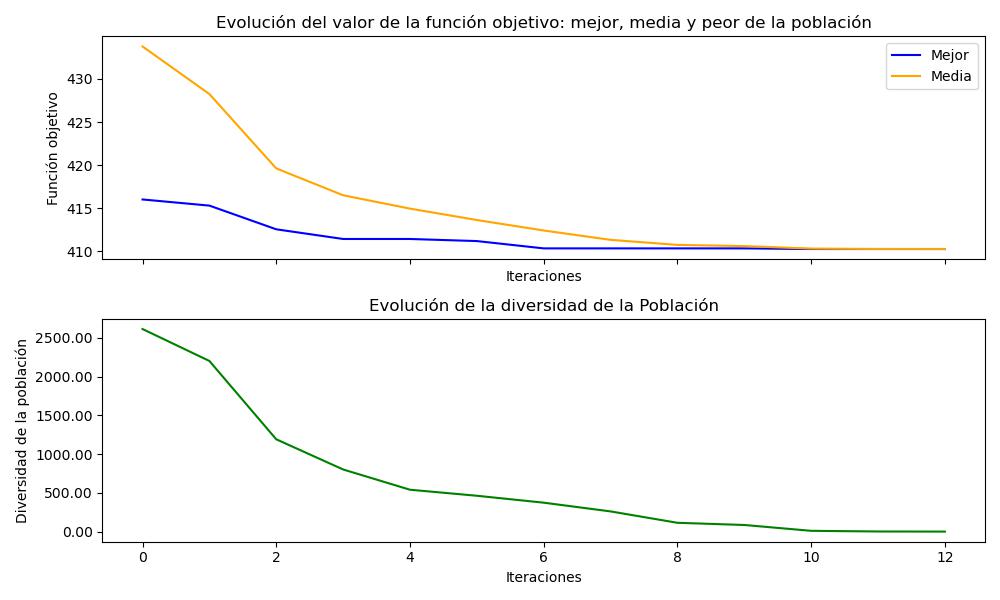 Evolución del valor de la función objetivo: mejor, media y peor de la población
Función objetivo
430
425
420
415
410
Mejor
Media
Iteraciones
Evolución de la diversidad de la Población
Diversidad de la población
2500.00
2000.00
1500.00
1000.00
500.00
0.00
0 2 4 6 8 10 12
Iteraciones